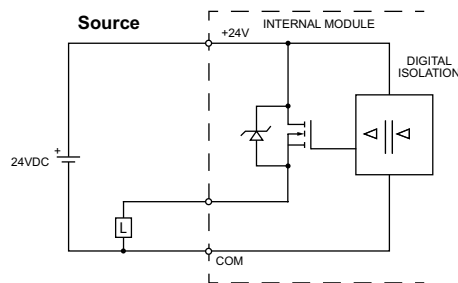 Source
INTERNAL MODULE
+24V
DIGITAL
ISOLATION
+
24VDC
L
COM